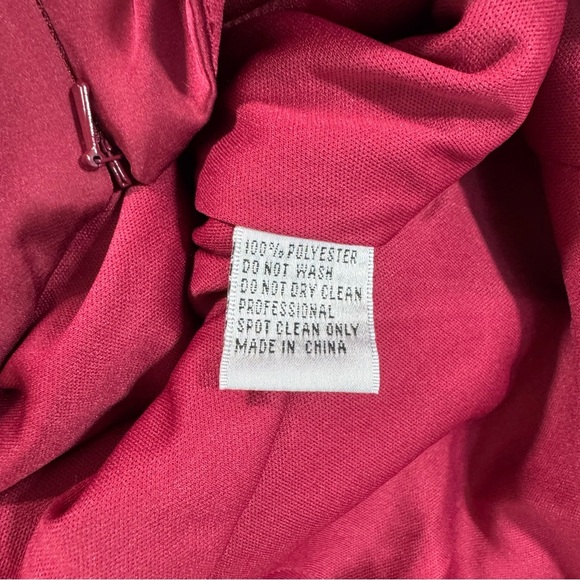 100% POLYESTER
DO NOT WASH
DO NOT DRY CLEAN
PROFESSIONAL
SPOT CLEAN ONLY
MADE IN CHINA